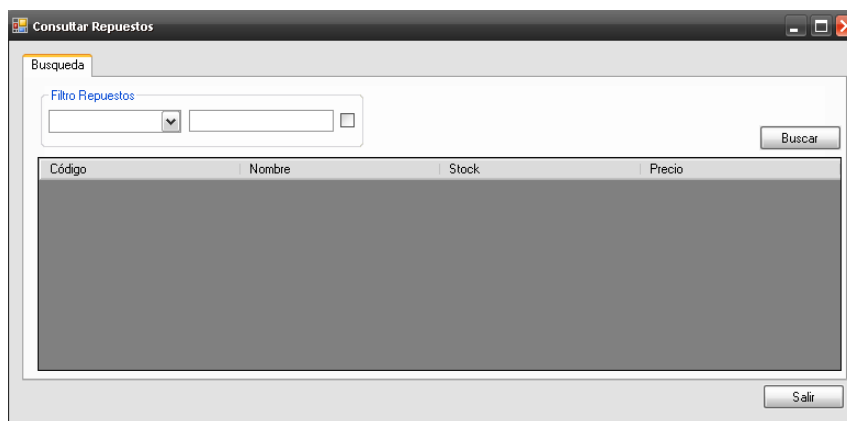 Consultar Repuestos
Busqueda
Filtro Repuestos
Buscar
Código Nombre Stock Precio
Salir